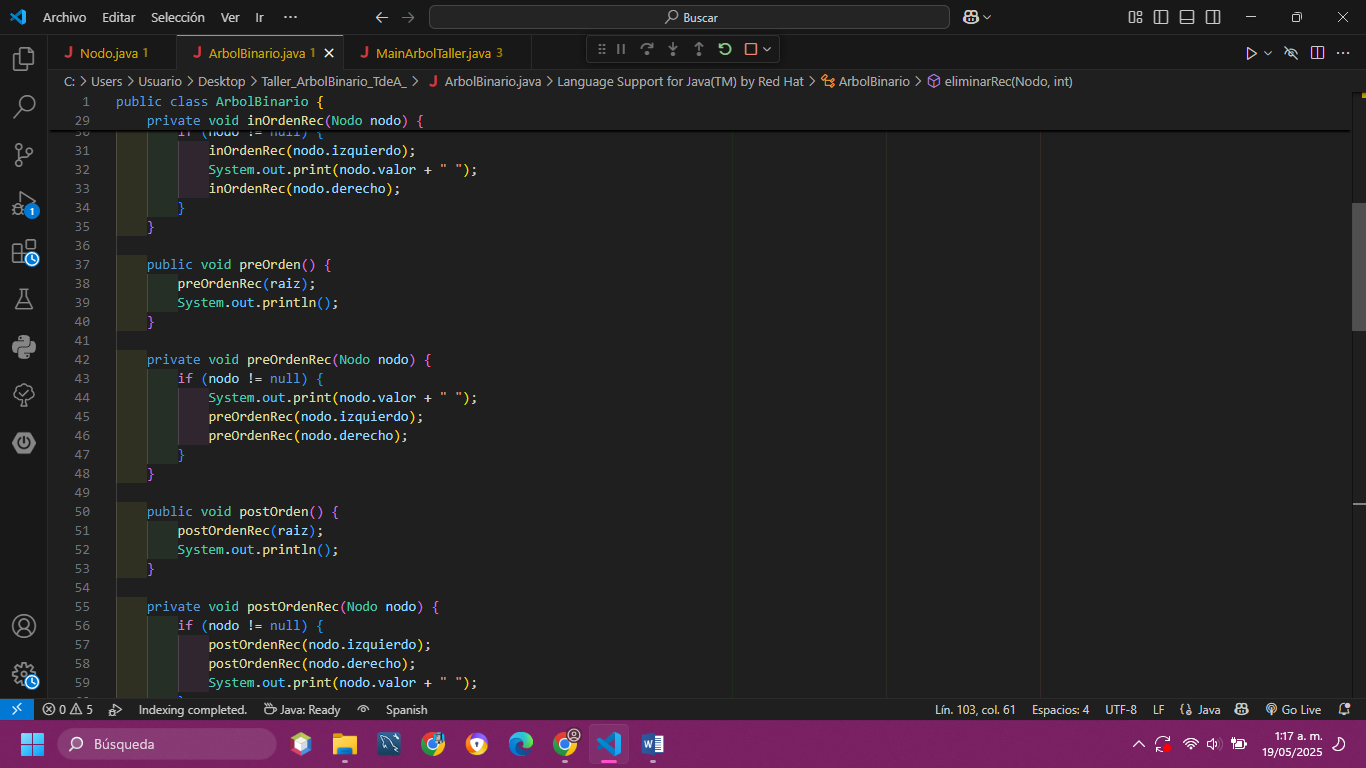 Archivo Editar Selección Ver Ir ··· Buscar
Nodo.java 1 ArbolBinario.java 1 MainArbolTaller.java 3
C: > Users > Usuario > Desktop > Taller_ArbolBinario_TdeA_ > J ArbolBinario.java > Language Support for Java(TM) by Red Hat > ArbolBinario > eliminarRec(Nodo, int)
1 public class ArbolBinario {
29 private void inOrdenRec(Nodo nodo) {
30 if (nodo != null) {
31 inOrdenRec(nodo.izquierdo);
32 System.out.print(nodo.valor + " ");
33 inOrdenRec(nodo.derecho);
34 }
35 }
36
37 public void preOrden() {
38 preOrdenRec(raiz);
39 System.out.println();
40 }
41
42 private void preOrdenRec(Nodo nodo) {
43 if (nodo != null) {
44 System.out.print(nodo.valor + " ");
45 preOrdenRec(nodo.izquierdo);
46 preOrdenRec(nodo.derecho);
47 }
48 }
49
50 public void postOrden() {
51 postOrdenRec(raiz);
52 System.out.println();
53 }
54
55 private void postOrdenRec(Nodo nodo) {
56 if (nodo != null) {
57 postOrdenRec(nodo.izquierdo);
58 postOrdenRec(nodo.derecho);
59 System.out.print(nodo.valor + " ");
1
0 5 Indexing completed. Java: Ready Spanish Lín. 103, col. 61 Espacios: 4 UTF-8 LF {} Java Go Live
Búsqueda
1:17 a. m.
19/05/2025